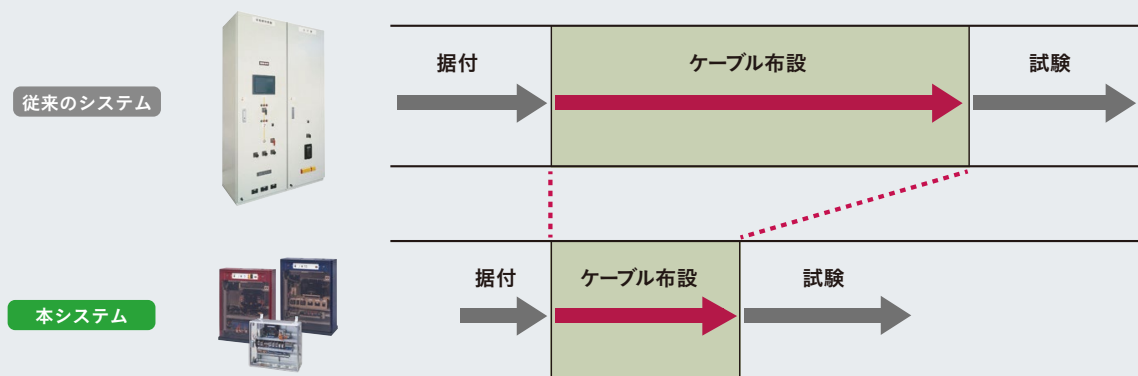 据付
ケーブル布設
試験
従来のシステム
据付
ケーブル布設
試験
本システム